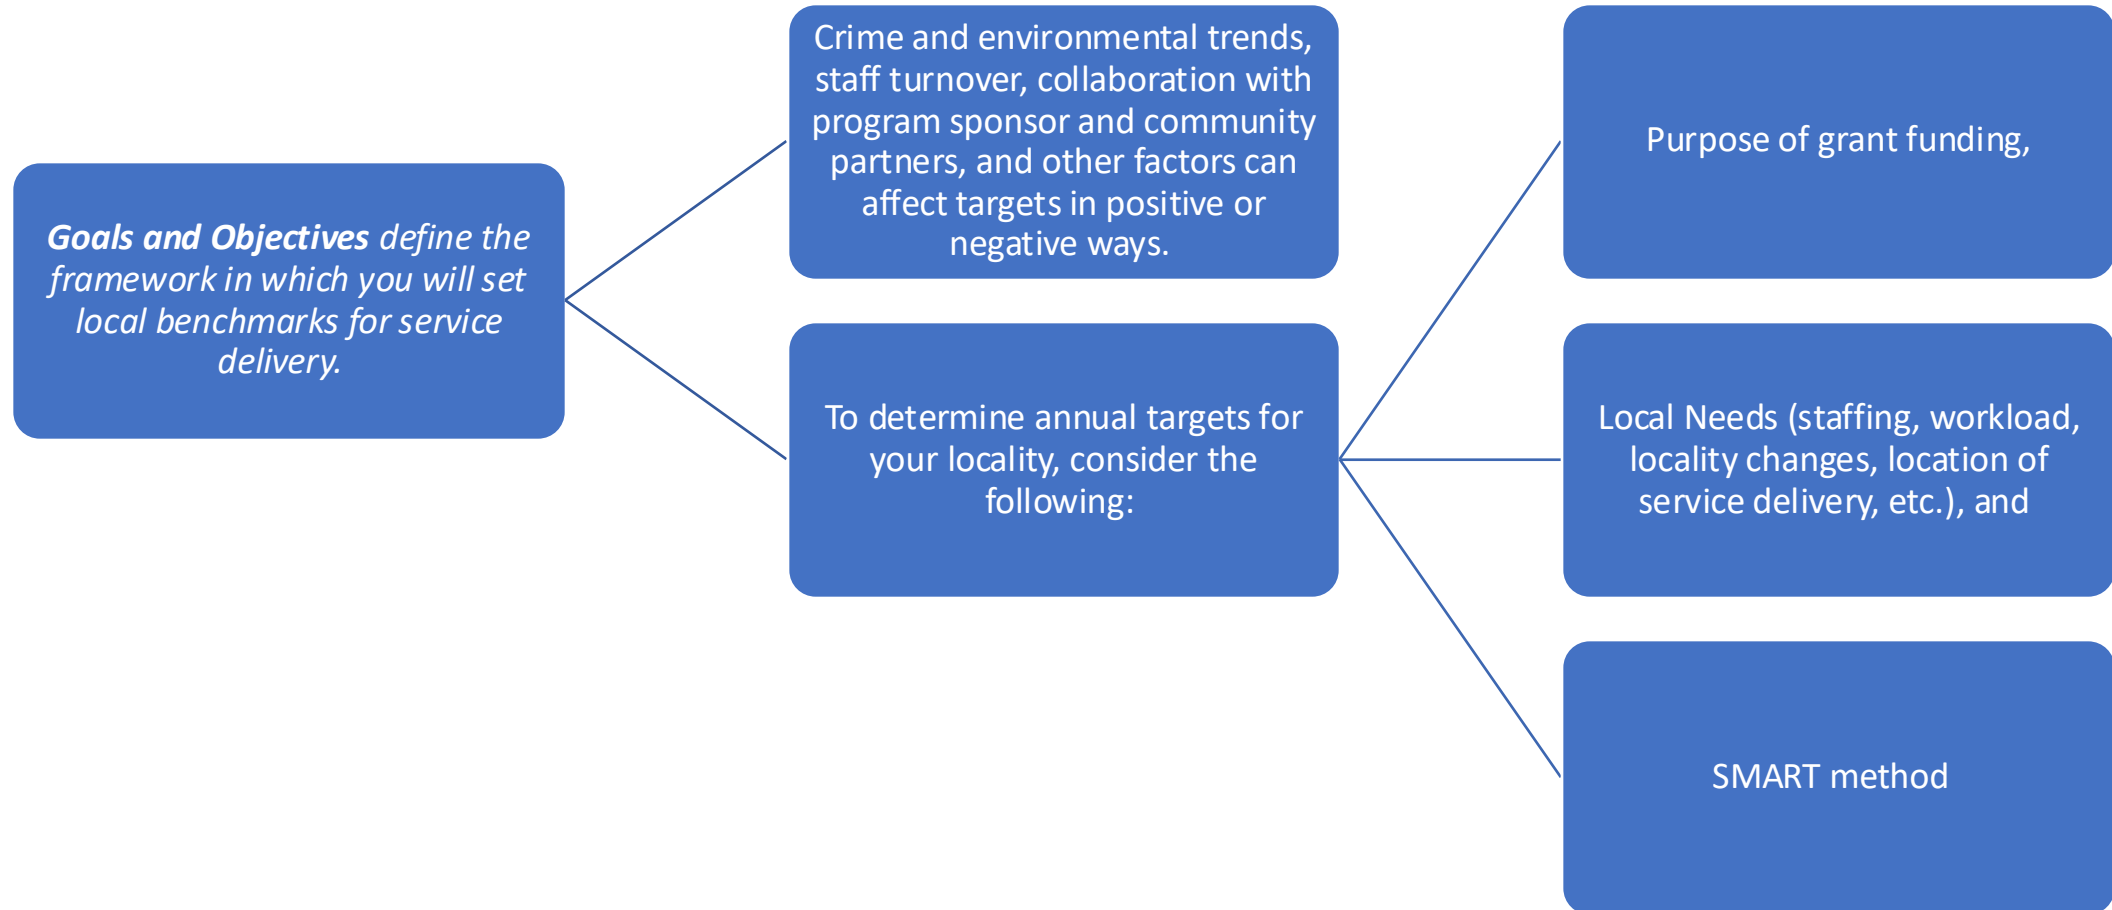 Goals and Objectives define the
framework in which you will set
local benchmarks for service
delivery.
Crime and environmental trends,
staff turnover, collaboration with
program sponsor and community
partners, and other factors can
affect targets in positive or
negative ways.
To determine annual targets for
your locality, consider the
following:
Purpose of grant funding,
Local Needs (staffing, workload,
locality changes, location of
service delivery, etc.), and
SMART method